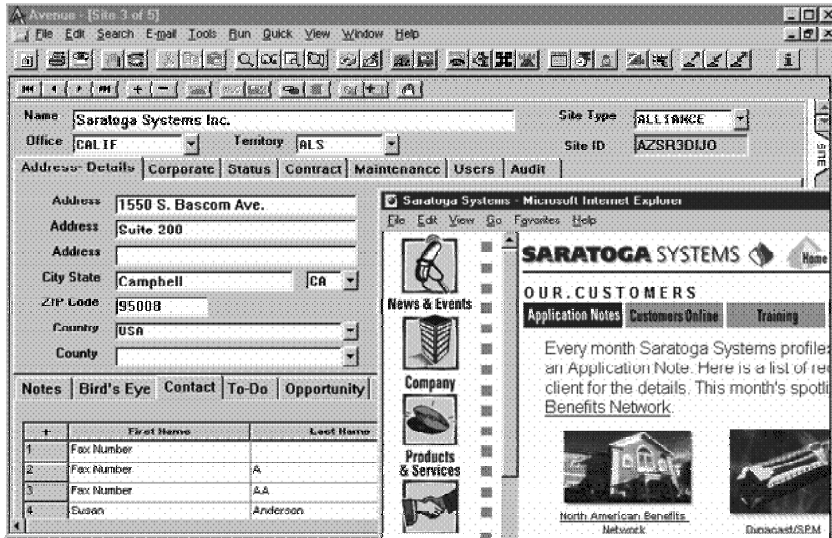 Avenue - [Site 3 of 5]
File Edit Search E-mail Tools Run Quick View Window Help
Name Saratoga Systems Inc. Site Type ALLIANCE
Office CALIF Territory ALS Site ID AZSR3DIJO
Address- Details Corporate Status Contract Maintenance Users Audit
Address 1550 S. Bascom Ave.
Address Suite 200
Address
City State Campbell CA
ZIP Code 95008
Country USA
County
Notes Bird's Eye Contact To-Do Opportunity
+ First Name Last Name
1 Fax Number
2 Fax Number A
3 Fax Number AA
4 Susan Anderson
Saratoga Systems - Microsoft Internet Explorer
File Edit View Go Favorites Help
News & Events
Company
Products
& Services
SARATOGA SYSTEMS Home
OUR.CUSTOMERS
Application Notes Customers Online Training
Every month Saratoga Systems profiles
an Application Note. Here is a list of
client for the details. This month's
Benefits Network.
North American Benefits
Network
Dynacast/SPM